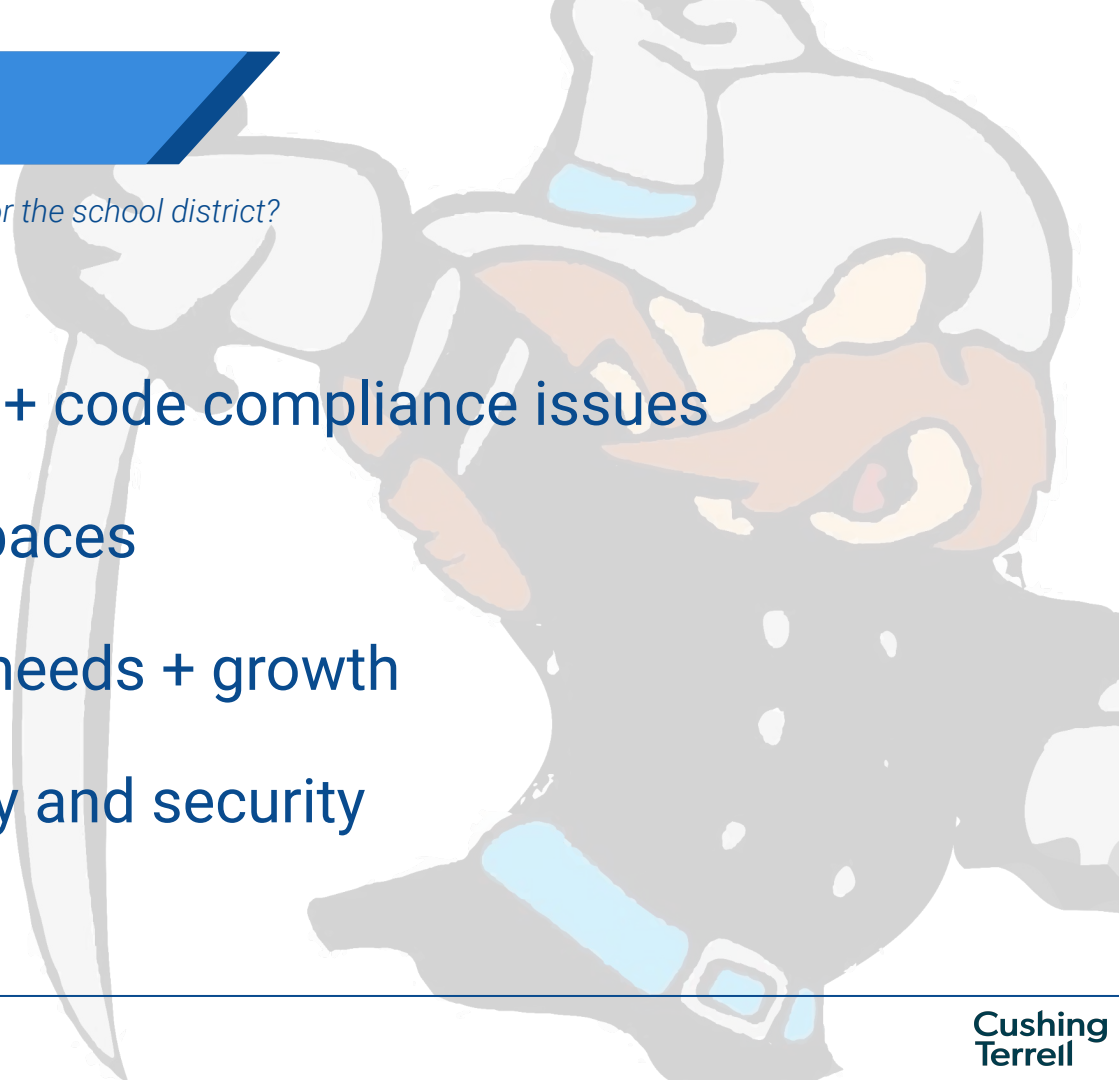 r the school district?
+ code compliance issues
paces
needs + growth
y and security
Cushing
Terrell